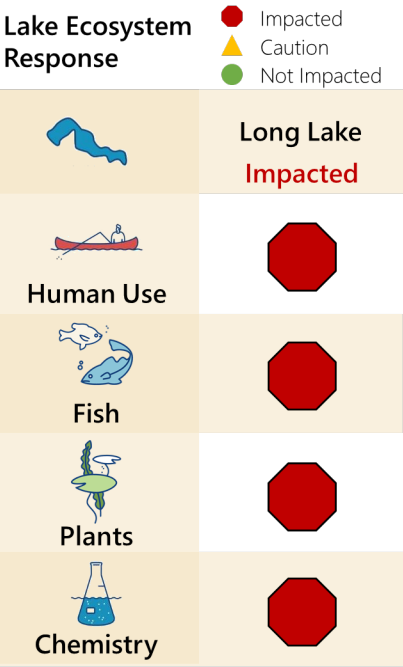 Lake Ecosystem
Response
Impacted
Caution
Not Impacted
Long Lake
Impacted
Human Use
Fish
Plants
Chemistry